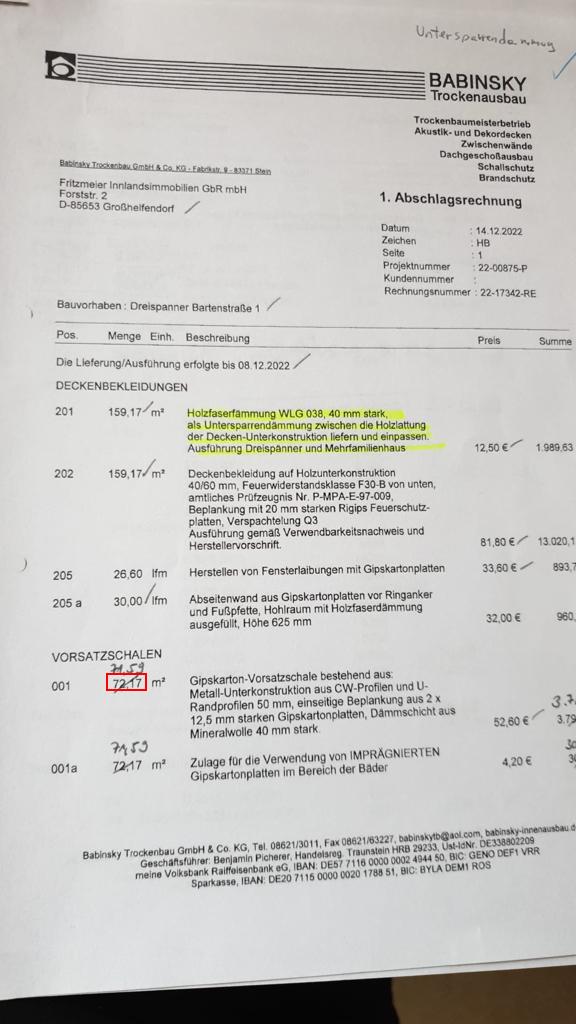 Untersparrendämmung
BABINSKY
Trockenausbau
Trockenbaumeisterbetrieb
Akustik- und Dekordecken
Zwischenwände
Dachgeschoßausbau
Schallschutz
Brandschutz
Babinsky Trockenbau GmbH & Co. KG - Fabrikstr. 9 - 83371 Stein
Fritzmeier Innlandsimmobilien GbR mbH
Forststr. 2
D-85653 Großhelfendorf
1. Abschlagsrechnung
Datum : 14.12.2022
Zeichen : HB
Seite : 1
Projektnummer : 22-00875-P
Kundennummer :
Rechnungsnummer : 22-17342-RE
Bauvorhaben : Dreispanner Bartenstraße 1
Pos. Menge Einh. Beschreibung Preis Summe
Die Lieferung/Ausführung erfolgte bis 08.12.2022
DECKENBEKLEIDUNGEN
201 159,17 m² Holzfaserfämmung WLG 038, 40 mm stark,
als Untersparrendämmung zwischen die Holzlattung
der Decken-Unterkonstruktion liefern und einpassen.
Ausführung Dreispänner und Mehrfamilienhaus 12,50 € 1.989,63
202 159,17 m² Deckenbekleidung auf Holzunterkonstruktion
40/60 mm, Feuerwiderstandsklasse F30-B von unten,
amtliches Prüfzeugnis Nr. P-MPA-E-97-009,
Beplankung mit 20 mm starken Rigips Feuerschutz-
platten, Verspachtelung Q3
Ausführung gemäß Verwendbarkeitsnachweis und
Herstellervorschrift. 81,80 € 13.020,1
205 26,60 lfm Herstellen von Fensterlaibungen mit Gipskartonplatten 33,60 € 893,7
205 a 30,00 lfm Abseitenwand aus Gipskartonplatten vor Ringanker
und Fußpfette, Hohlraum mit Holzfaserdämmung
ausgefüllt, Höhe 625 mm 32,00 € 960,
VORSATZSCHALEN
71,59
001 72,17 m² Gipskarton-Vorsatzschale bestehend aus:
Metall-Unterkonstruktion aus CW-Profilen und U-
Randprofilen 50 mm, einseitige Beplankung aus 2 x
12,5 mm starken Gipskartonplatten, Dämmschicht aus 3.7
Mineralwolle 40 mm stark. 52,60 € 3.79
71,59 30
001a 72,17 m² Zulage für die Verwendung von IMPRÄGNIERTEN
Gipskartonplatten im Bereich der Bäder 4,20 €
Babinsky Trockenbau GmbH & Co. KG, Tel. 08621/3011, Fax 08621/63227, babinskytb@aol.com, babinsky-innenausbau.d
Geschäftsführer: Benjamin Picherer, Handelsreg. Traunstein HRB 29233, Ust-IdNr. DE338802209
meine Volksbank Raiffeisenbank eG, IBAN: DE57 7116 0000 0002 4944 50, BIC: GENO DEF1 VRR
Sparkasse, IBAN: DE20 7115 0000 0020 1788 51, BIC: BYLA DEM1 ROS